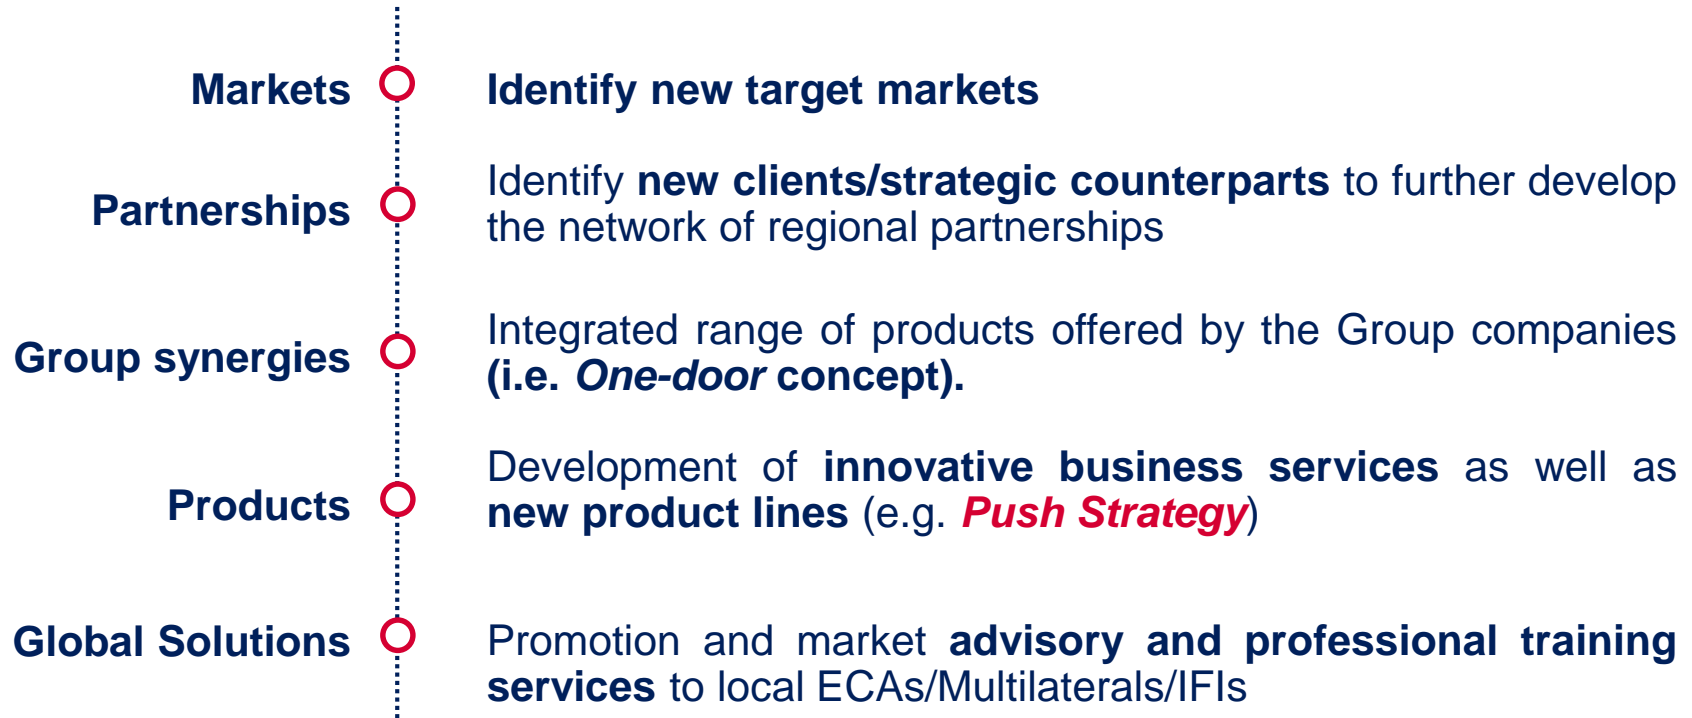 Markets
Identify new target markets
Partnerships
Identify new clients/strategic counterparts to further develop
the network of regional partnerships
Group synergies
Integrated range of products offered by the Group companies
(i.e. One-door concept).
Products
Development of innovative business services as well as
new product lines (e.g. Push Strategy)
Global Solutions
Promotion and market advisory and professional training
services to local ECAs/Multilaterals/IFIs